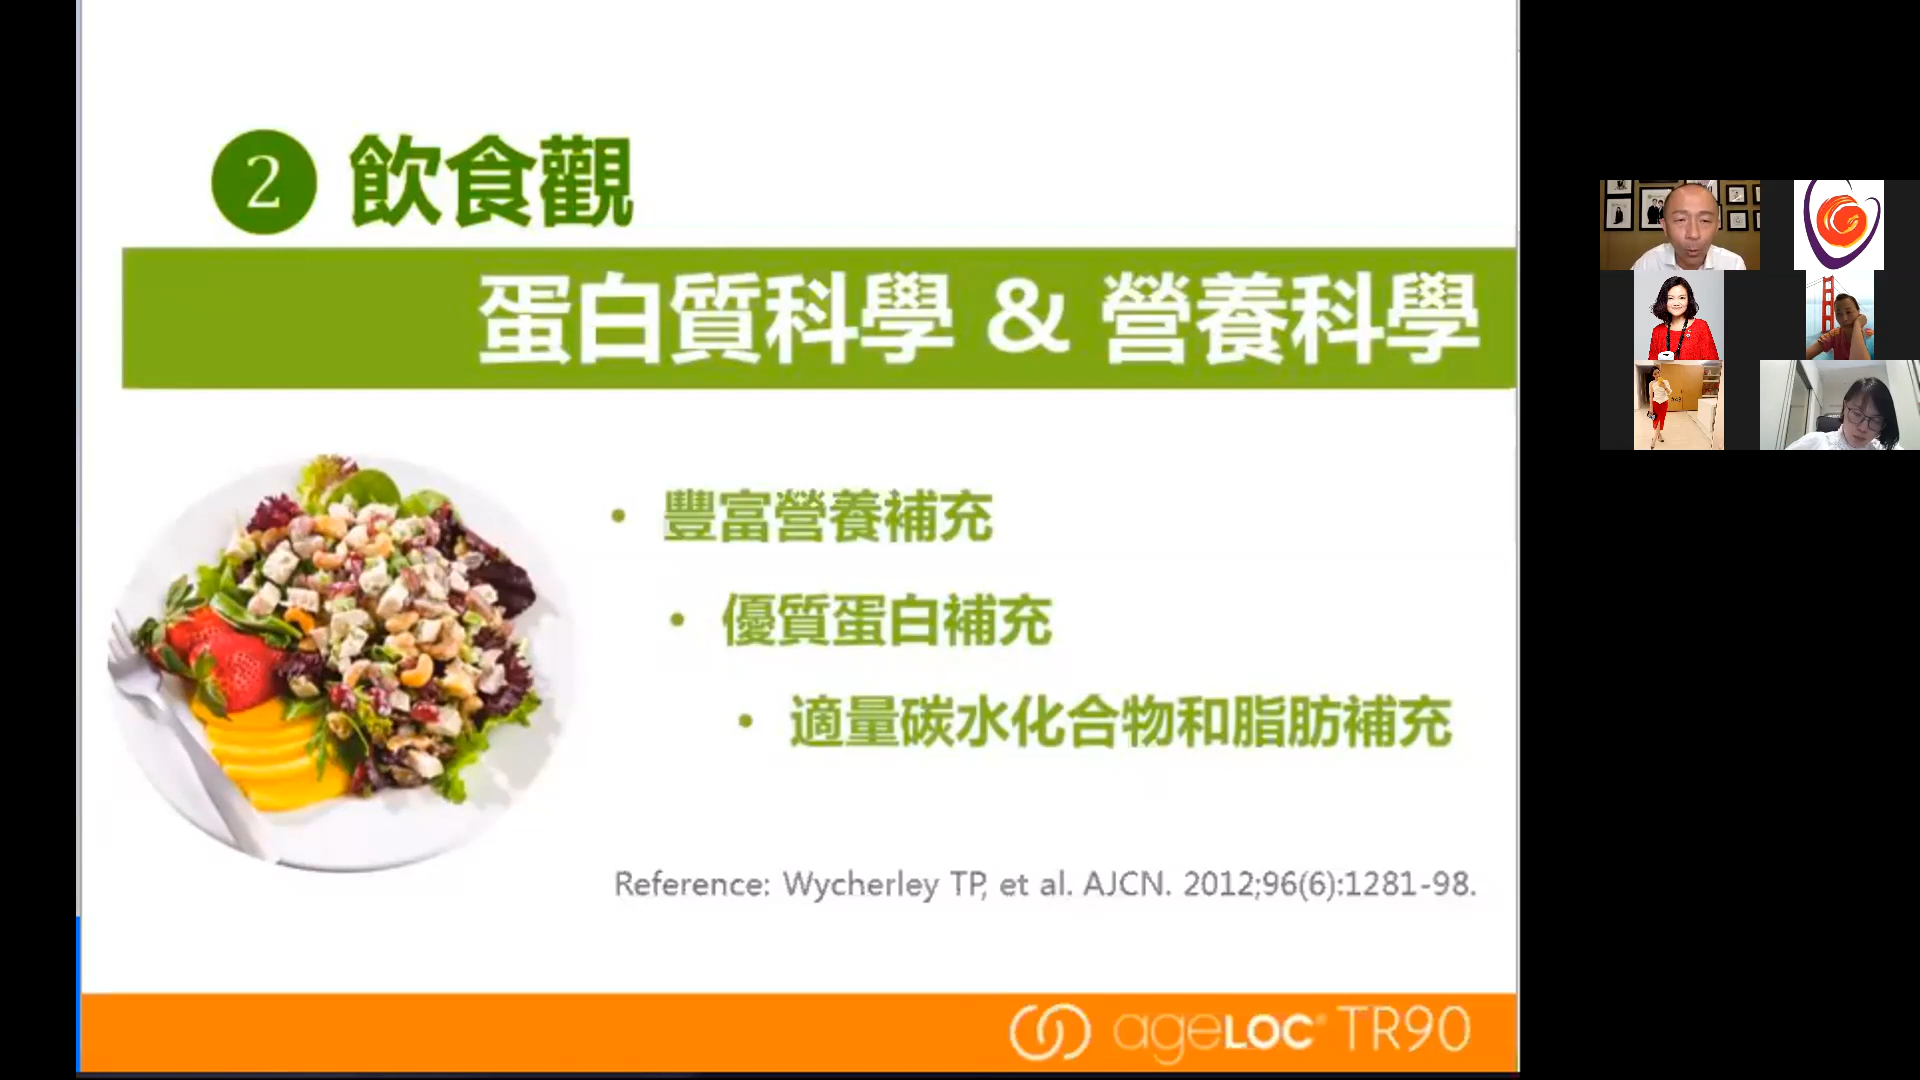 2 飲食觀
蛋白質科學 & 營養科學
• 豐富營養補充
• 優質蛋白補充
• 適量碳水化合物和脂肪補充
Reference: Wycherley TP, et al. AJCN. 2012;96(6):1281-98.
ageLOC® TR90